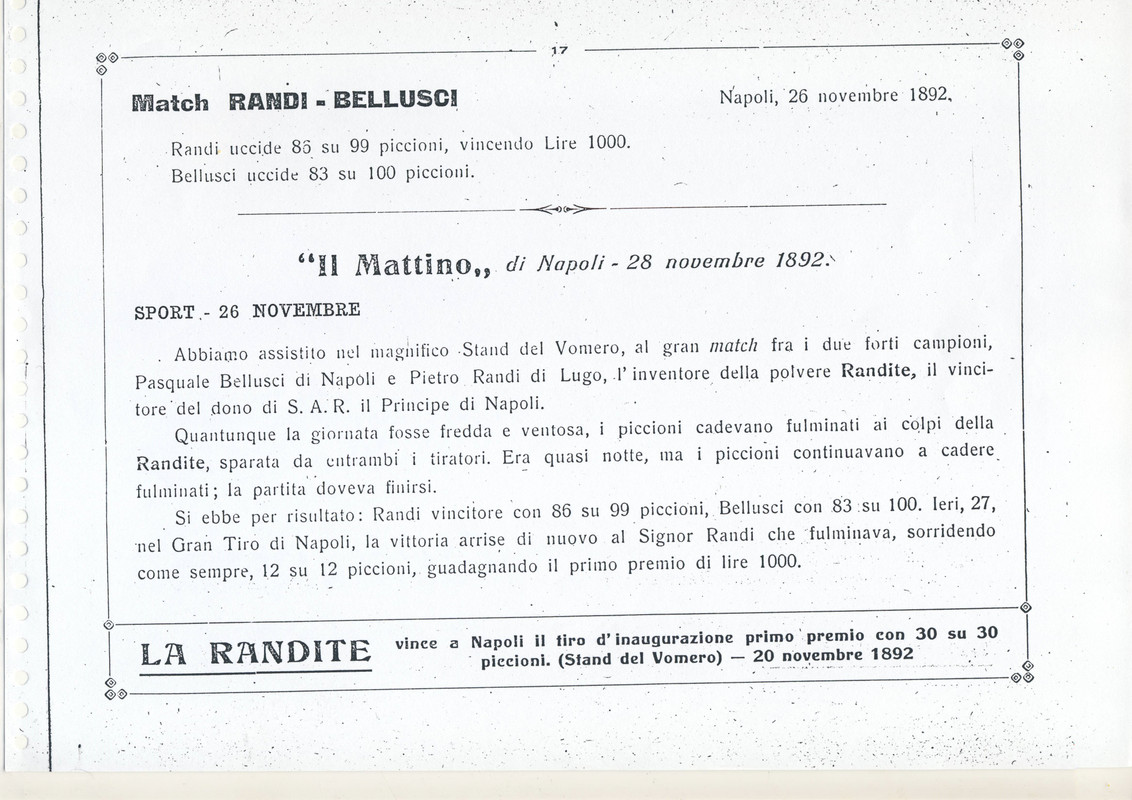 17
Match RANDI - BELLUSCI Napoli, 26 novembre 1892.
Randi uccide 86 su 99 piccioni, vincendo Lire 1000.
Bellusci uccide 83 su 100 piccioni.
“Il Mattino„ di Napoli - 28 novembre 1892.
SPORT - 26 NOVEMBRE
Abbiamo assistito nel magnifico Stand del Vomero, al gran match fra i due forti campioni,
Pasquale Bellusci di Napoli e Pietro Randi di Lugo, l'inventore della polvere Randite, il vinci-
tore del dono di S. A. R. il Principe di Napoli.
Quantunque la giornata fosse fredda e ventosa, i piccioni cadevano fulminati ai colpi della
Randite, sparata da entrambi i tiratori. Era quasi notte, ma i piccioni continuavano a cadere
fulminati; la partita doveva finirsi.
Si ebbe per risultato: Randi vincitore con 86 su 99 piccioni, Bellusci con 83 su 100. Ieri, 27,
nel Gran Tiro di Napoli, la vittoria arrise di nuovo al Signor Randi che fulminava, sorridendo
come sempre, 12 su 12 piccioni, guadagnando il primo premio di lire 1000.
LA RANDITE vince a Napoli il tiro d'inaugurazione primo premio con 30 su 30
piccioni. (Stand del Vomero) — 20 novembre 1892